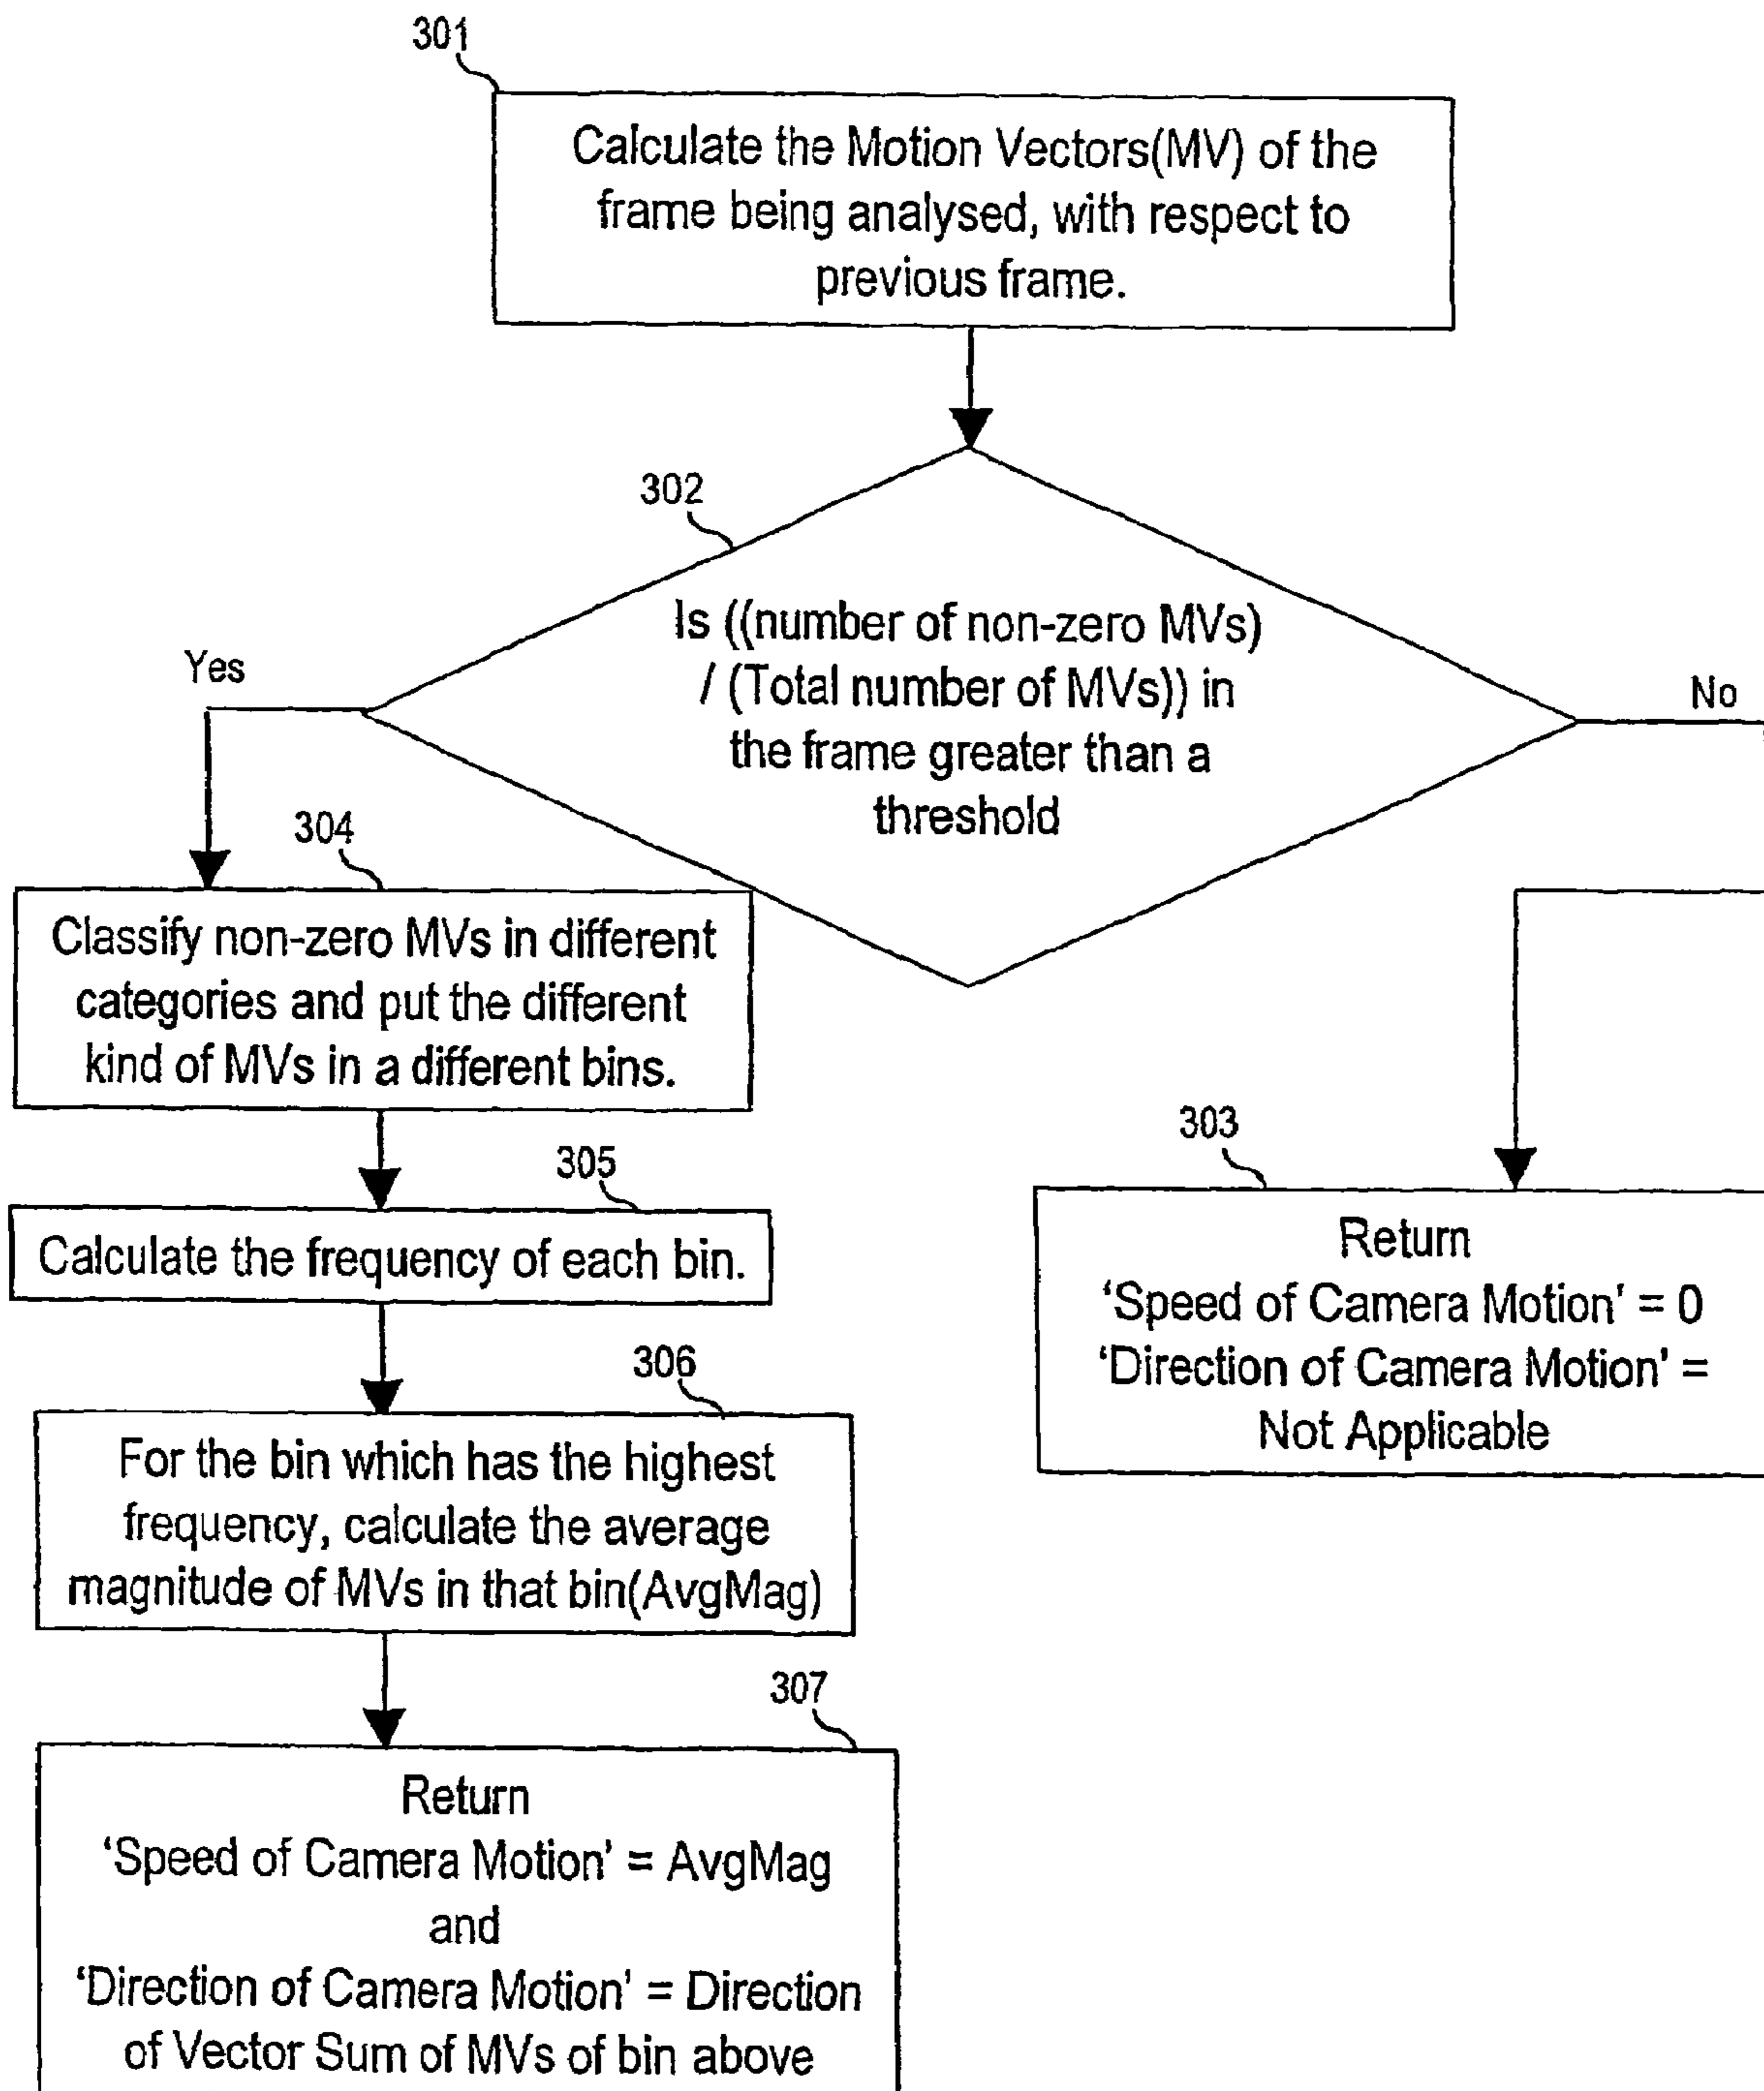 301
Calculate the Motion Vectors(MV) of the
frame being analysed, with respect to
previous frame.
302
Is ((number of non-zero MVs)
/ (Total number of MVs)) in
the frame greater than a
threshold
Yes
No
304
Classify non-zero MVs in different
categories and put the different
kind of MVs in a different bins.
303
Return
‘Speed of Camera Motion’ = 0
‘Direction of Camera Motion’ =
Not Applicable
305
Calculate the frequency of each bin.
306
For the bin which has the highest
frequency, calculate the average
magnitude of MVs in that bin(AvgMag)
307
Return
‘Speed of Camera Motion’ = AvgMag
and
‘Direction of Camera Motion’ = Direction
of Vector Sum of MVs of bin above